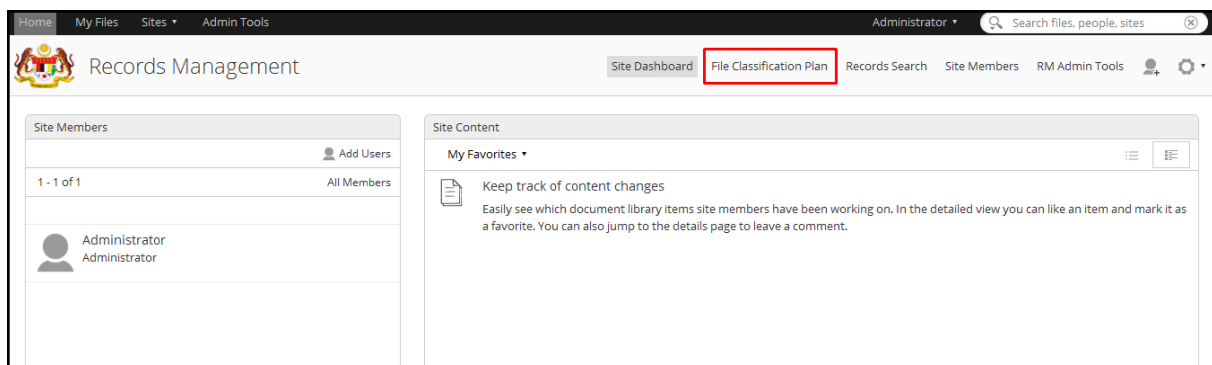 Home My Files Sites Admin Tools Administrator Search files, people, sites
Records Management Site Dashboard File Classification Plan Records Search Site Members RM Admin Tools
Site Members
Add Users
1 - 1 of 1 All Members
Administrator
Administrator
Site Content
My Favorites
Keep track of content changes
Easily see which document library items site members have been working on. In the detailed view you can like an item and mark it as
a favorite. You can also jump to the details page to leave a comment.